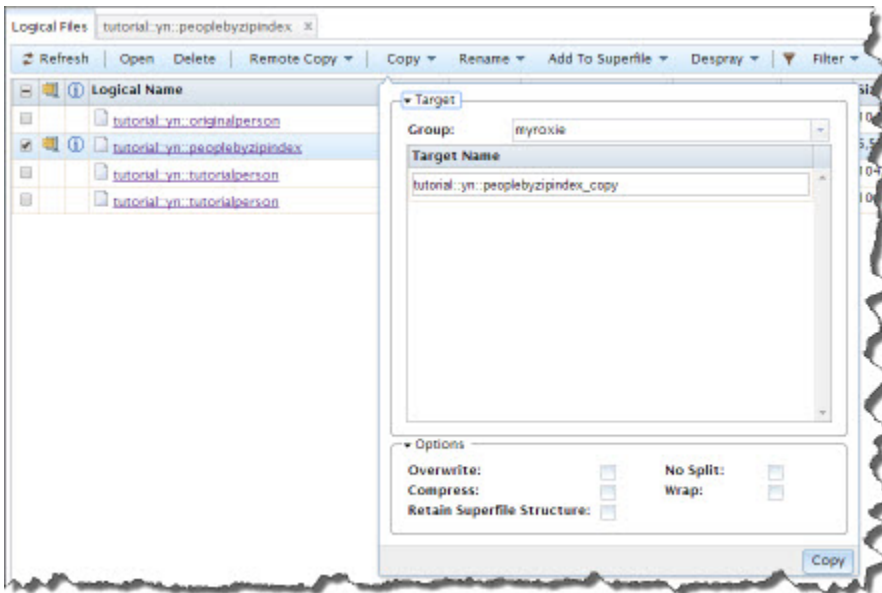 Logical Files tutorial::yn::peoplebyzipindex X
Refresh Open Delete Remote Copy Copy Rename Add To Superfile Despray Filter
Logical Name
tutorial::yn::originalperson
tutorial::yn::peoplebyzipindex
tutorial::yn::tutorialperson
tutorial::yn::tutorialperson
Target
Group: myroxie
Target Name
tutorial::yn::peoplebyzipindex_copy
Options
Overwrite: No Split:
Compress: Wrap:
Retain Superfile Structure:
Copy